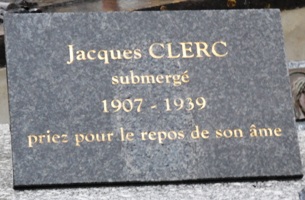 Jacques CLERC
submergé
1907 - 1939
priez pour le repos de son âme